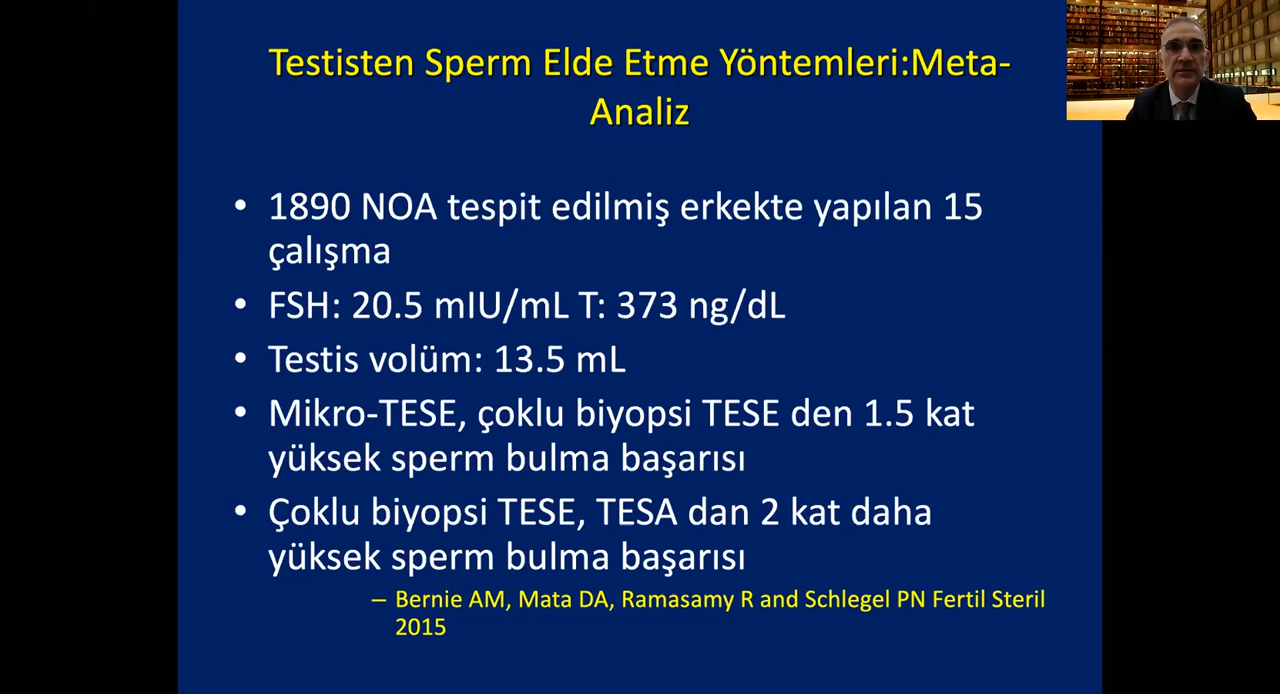 Testisten Sperm Elde Etme Yöntemleri:Meta-
Analiz
• 1890 NOA tespit edilmiş erkekte yapılan 15
çalışma
• FSH: 20.5 mIU/mL T: 373 ng/dL
• Testis volüm: 13.5 mL
• Mikro-TESE, çoklu biyopsi TESE den 1.5 kat
yüksek sperm bulma başarısı
• Çoklu biyopsi TESE, TESA dan 2 kat daha
yüksek sperm bulma başarısı
– Bernie AM, Mata DA, Ramasamy R and Schlegel PN Fertil Steril
2015